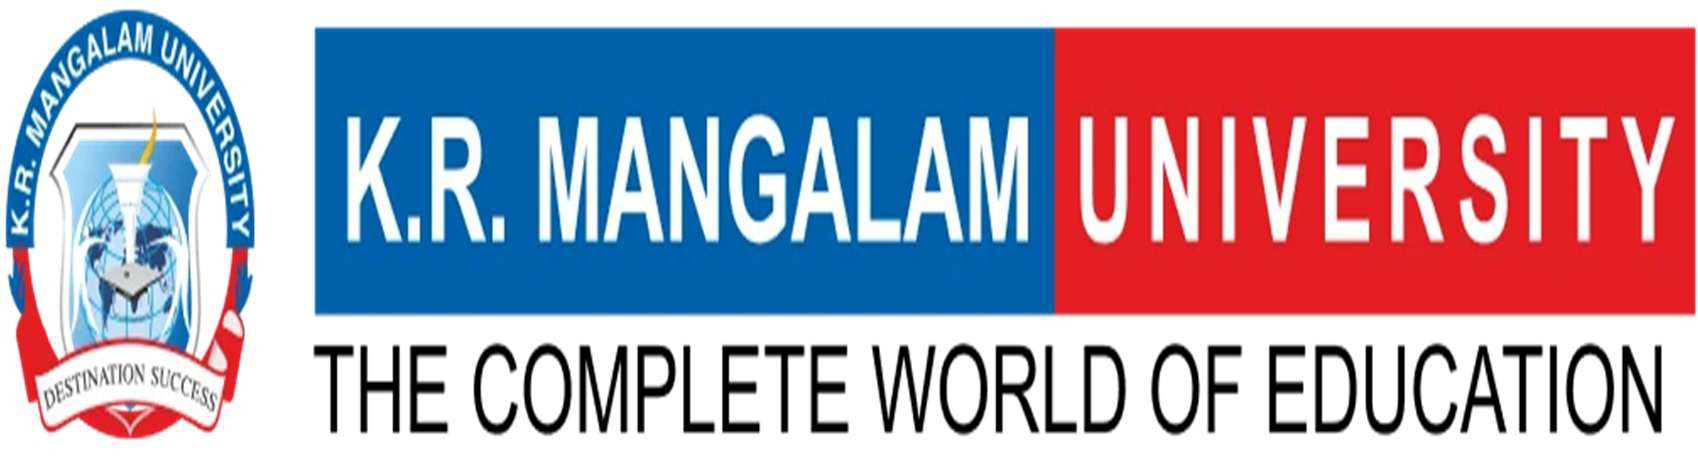 K.R. MANGALAM UNIVERSITY
DESTINATION SUCCESS
K.R. MANGALAM UNIVERSITY
THE COMPLETE WORLD OF EDUCATION